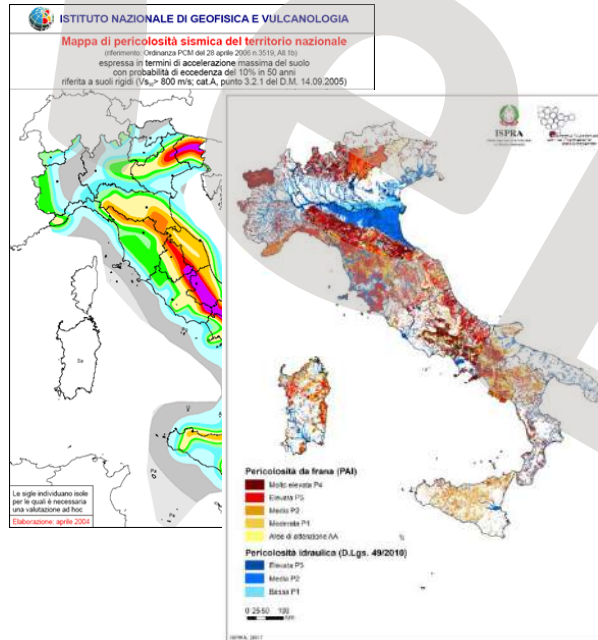 ISTITUTO NAZIONALE DI GEOFISICA E VULCANOLOGIA
Mappa di pericolosità sismica del territorio nazionale
(riferimento: Ordinanza PCM del 28 aprile 2006 n.3519, All.1b)
espressa in termini di accelerazione massima del suolo
con probabilità di eccedenza del 10% in 50 anni
riferita a suoli rigidi (Vs₃₀> 800 m/s; cat.A, punto 3.2.1 del D.M. 14.09.2005)
ISPRA
Le sigle individuano isole
per le quali è necessaria
una valutazione ad hoc
Elaborazione: aprile 2004
Pericolosità da frana (PAI)
Molto elevata P4
Elevata P3
Media P2
Moderata P1
Aree di attenzione AA
Pericolosità idraulica (D.Lgs. 49/2010)
Elevata P3
Media P2
Bassa P1
0 25 50 100
ISPRA, 2017